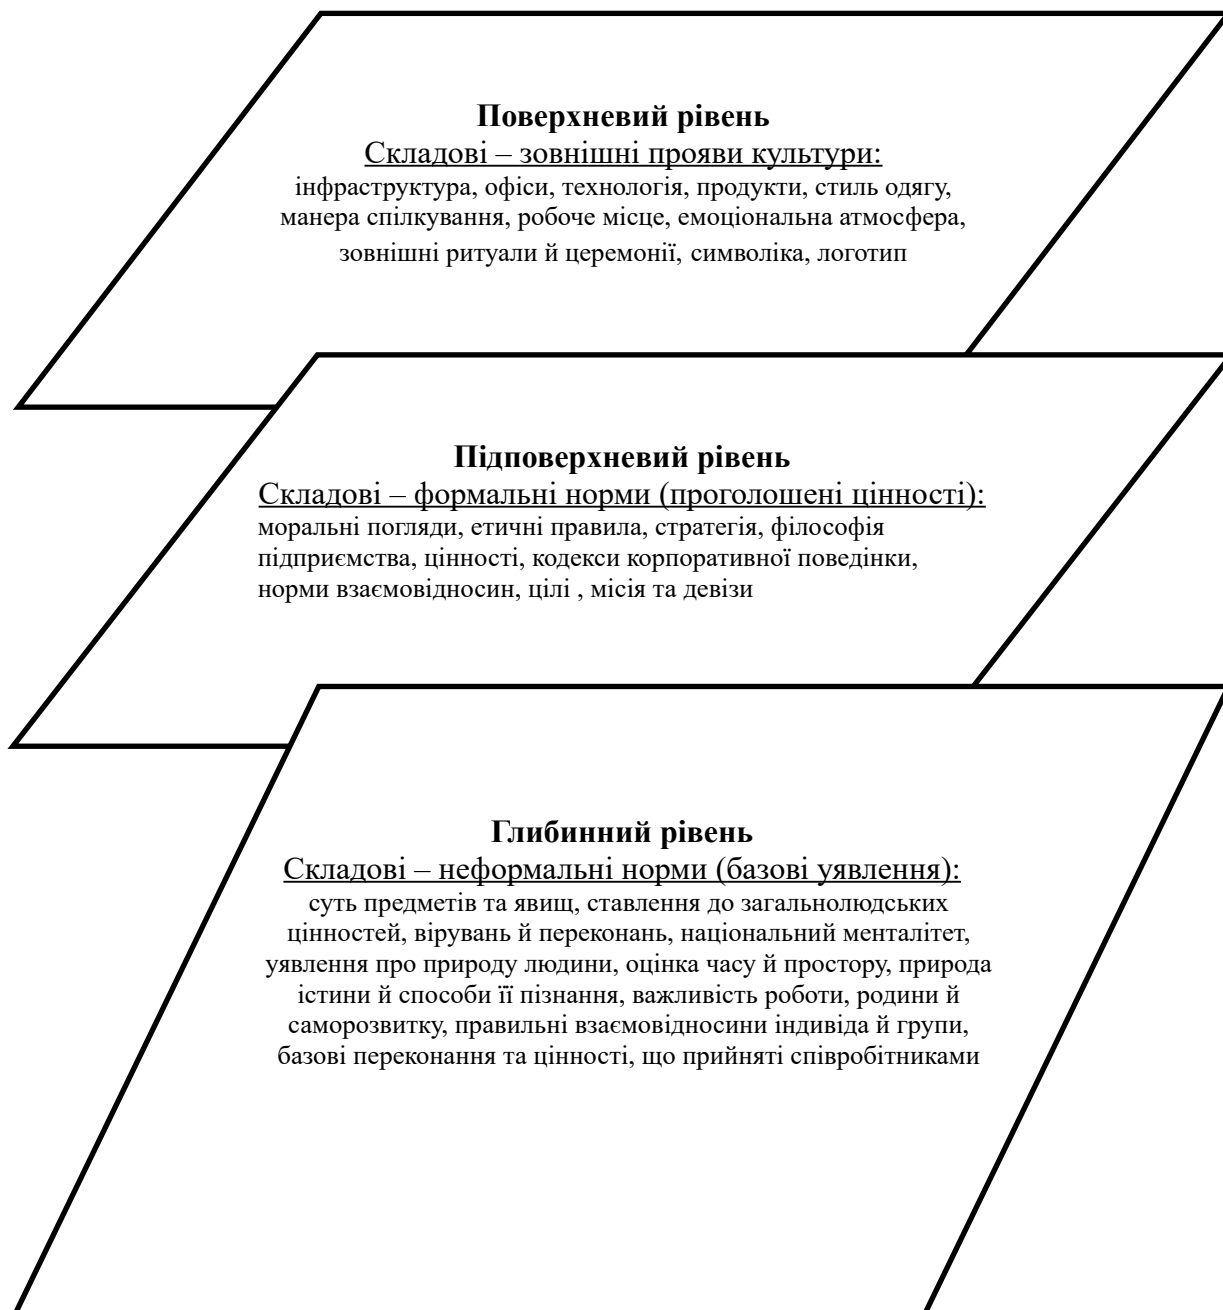 Поверхневий рівень
Складові – зовнішні прояви культури:
інфраструктура, офіси, технологія, продукти, стиль одягу,
манера спілкування, робоче місце, емоціональна атмосфера,
зовнішні ритуали й церемонії, символіка, логотип
Підповерхневий рівень
Складові – формальні норми (проголошені цінності):
моральні погляди, етичні правила, стратегія, філософія
підприємства, цінності, кодекси корпоративної поведінки,
норми взаємовідносин, цілі , місія та девізи
Глибинний рівень
Складові – неформальні норми (базові уявлення):
суть предметів та явищ, ставлення до загальнолюдських
цінностей, вірувань й переконань, національний менталітет,
уявлення про природу людини, оцінка часу й простору, природа
істини й способи її пізнання, важливість роботи, родини й
саморозвитку, правильні взаємовідносини індивіда й групи,
базові переконання та цінності, що прийняті співробітниками